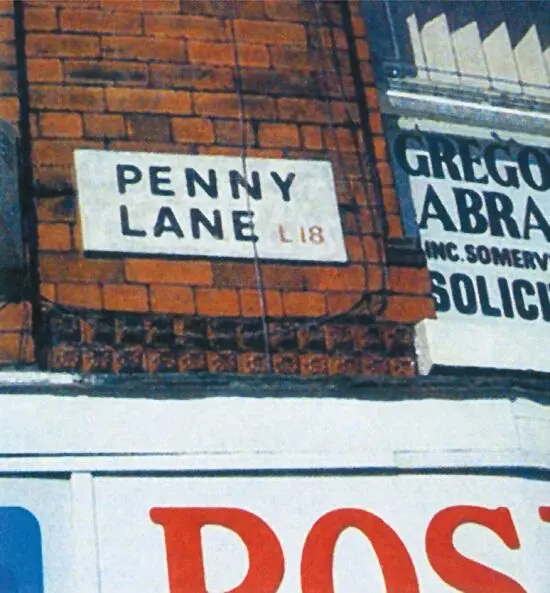 PENNY
LANE L18
GREGO
ABRA
INC. SOMERV
SOLICI
POS